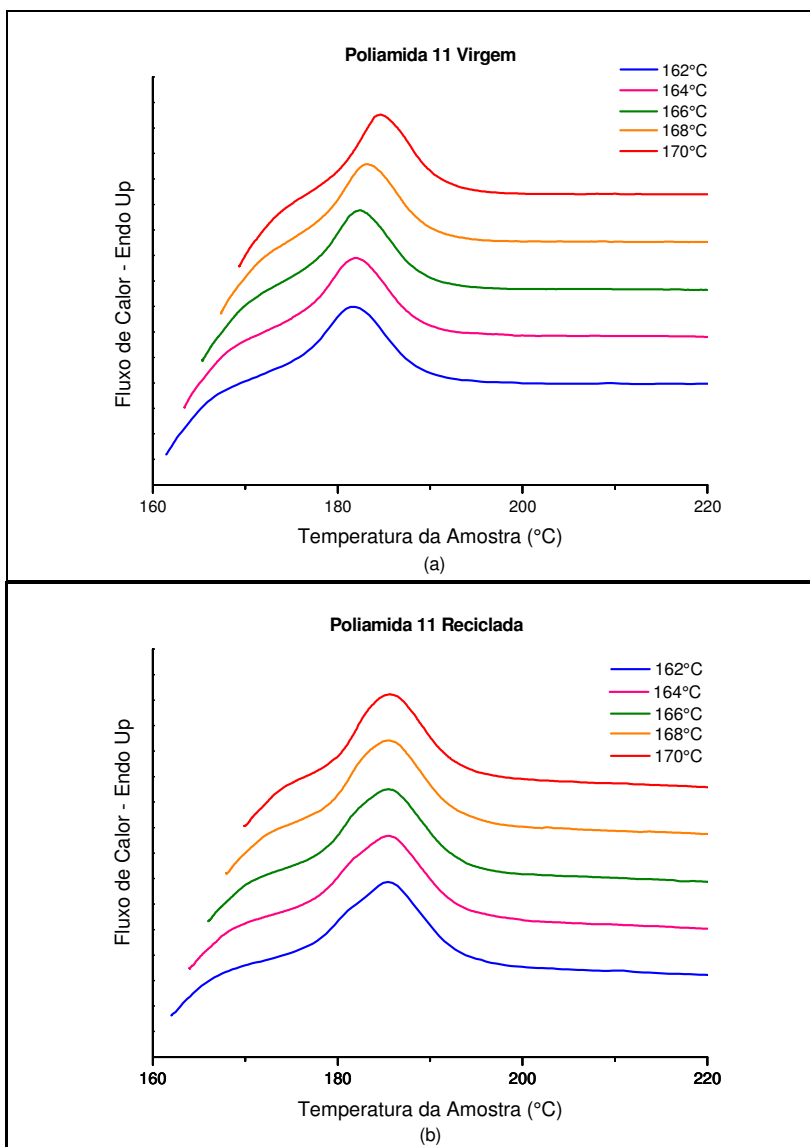 Poliamida 11 Virgem
162°C
164°C
166°C
168°C
170°C
Fluxo de Calor - Endo Up
160
180
200
220
Temperatura da Amostra (°C)
(a)
Poliamida 11 Reciclada
162°C
164°C
166°C
168°C
170°C
Fluxo de Calor - Endo Up
160
180
200
220
Temperatura da Amostra (°C)
(b)